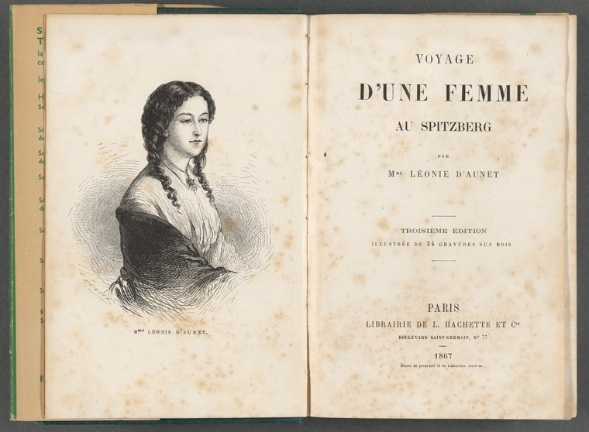 Mme LÉONIE D'AUNET.
VOYAGE
D'UNE FEMME
AU SPITZBERG
PAR
Mme LÉONIE D'AUNET
TROISIÈME ÉDITION
ILLUSTRÉE DE 34 GRAVURES SUR BOIS
PARIS
LIBRAIRIE DE L. HACHETTE ET Cie
BOULEVARD SAINT-GERMAIN, N° 77
1867
Droits de propriété et de traduction réservés